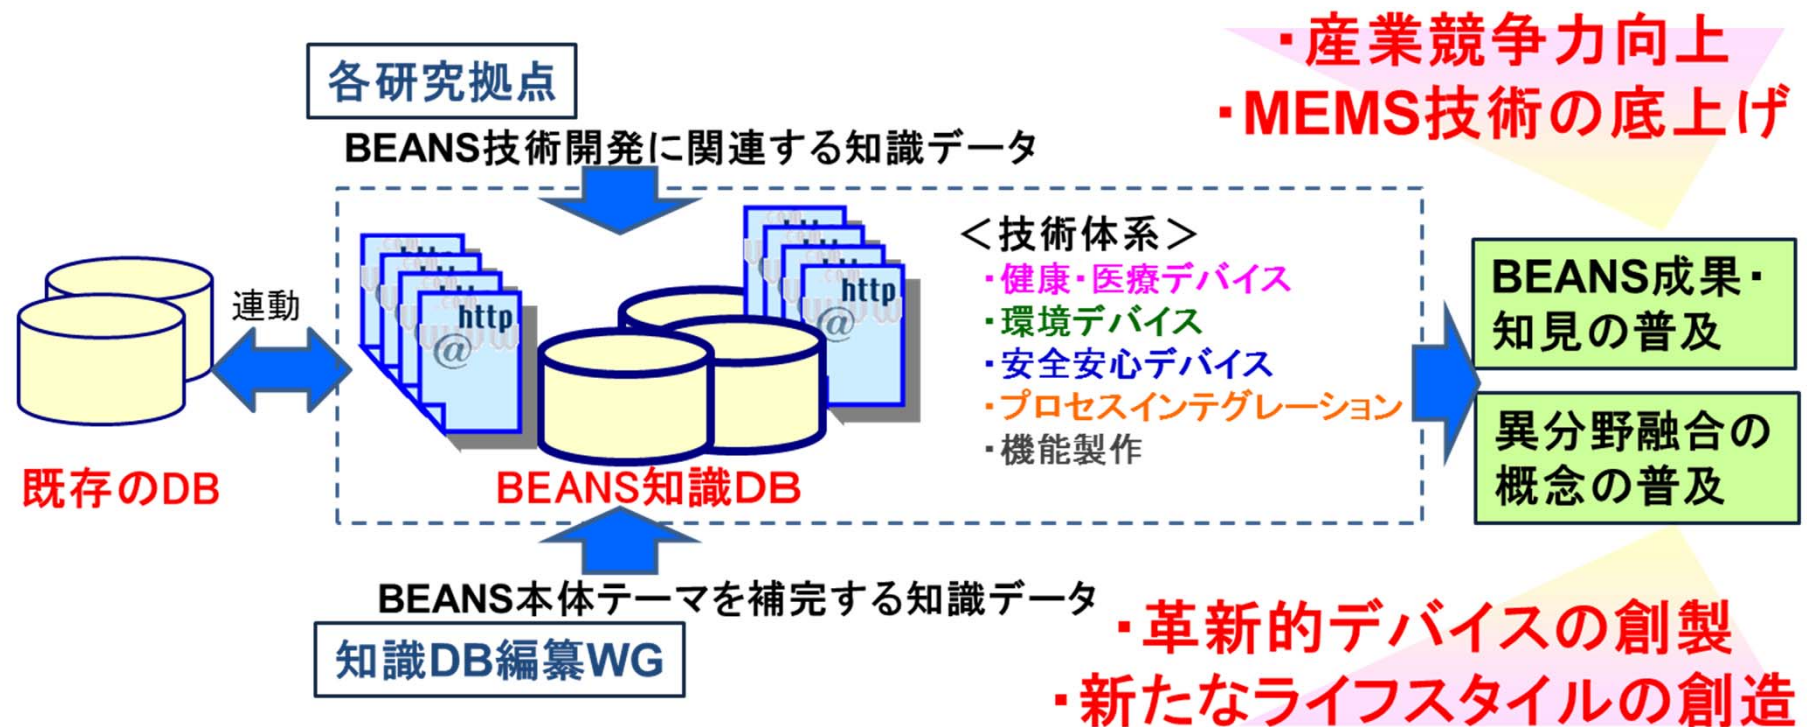 ・産業競争力向上
・MEMS技術の底上げ
各研究拠点
BEANS技術開発に関連する知識データ
連動
既存のDB
http
@
http
@
BEANS知識DB
＜技術体系＞
・健康・医療デバイス
・環境デバイス
・安全安心デバイス
・プロセスインテグレーション
・機能製作
BEANS成果・
知見の普及
異分野融合の
概念の普及
BEANS本体テーマを補完する知識データ
知識DB編纂WG
・革新的デバイスの創製
・新たなライフスタイルの創造